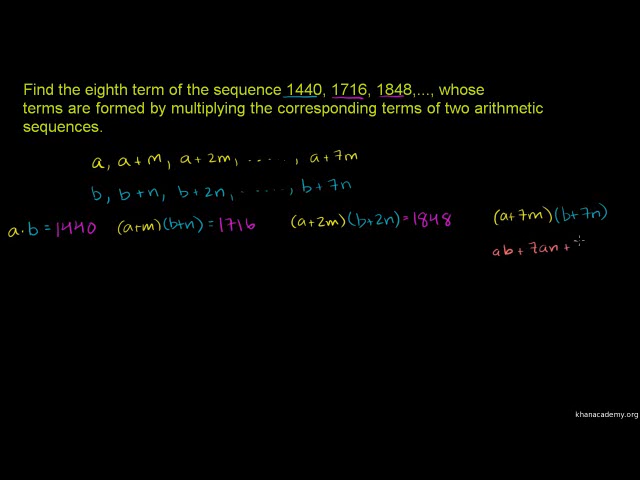 Find the eighth term of the sequence 1440, 1716, 1848,..., whose
terms are formed by multiplying the corresponding terms of two arithmetic
sequences.
a, a+m, a+2m, ......, a+7m
b, b+n, b+2n, ......, b+7n
a·b = 1440 (a+m)(b+n) = 1716 (a+2m)(b+2n) = 1848 (a+7m)(b+7n)
ab + 7an +
khanacademy.org